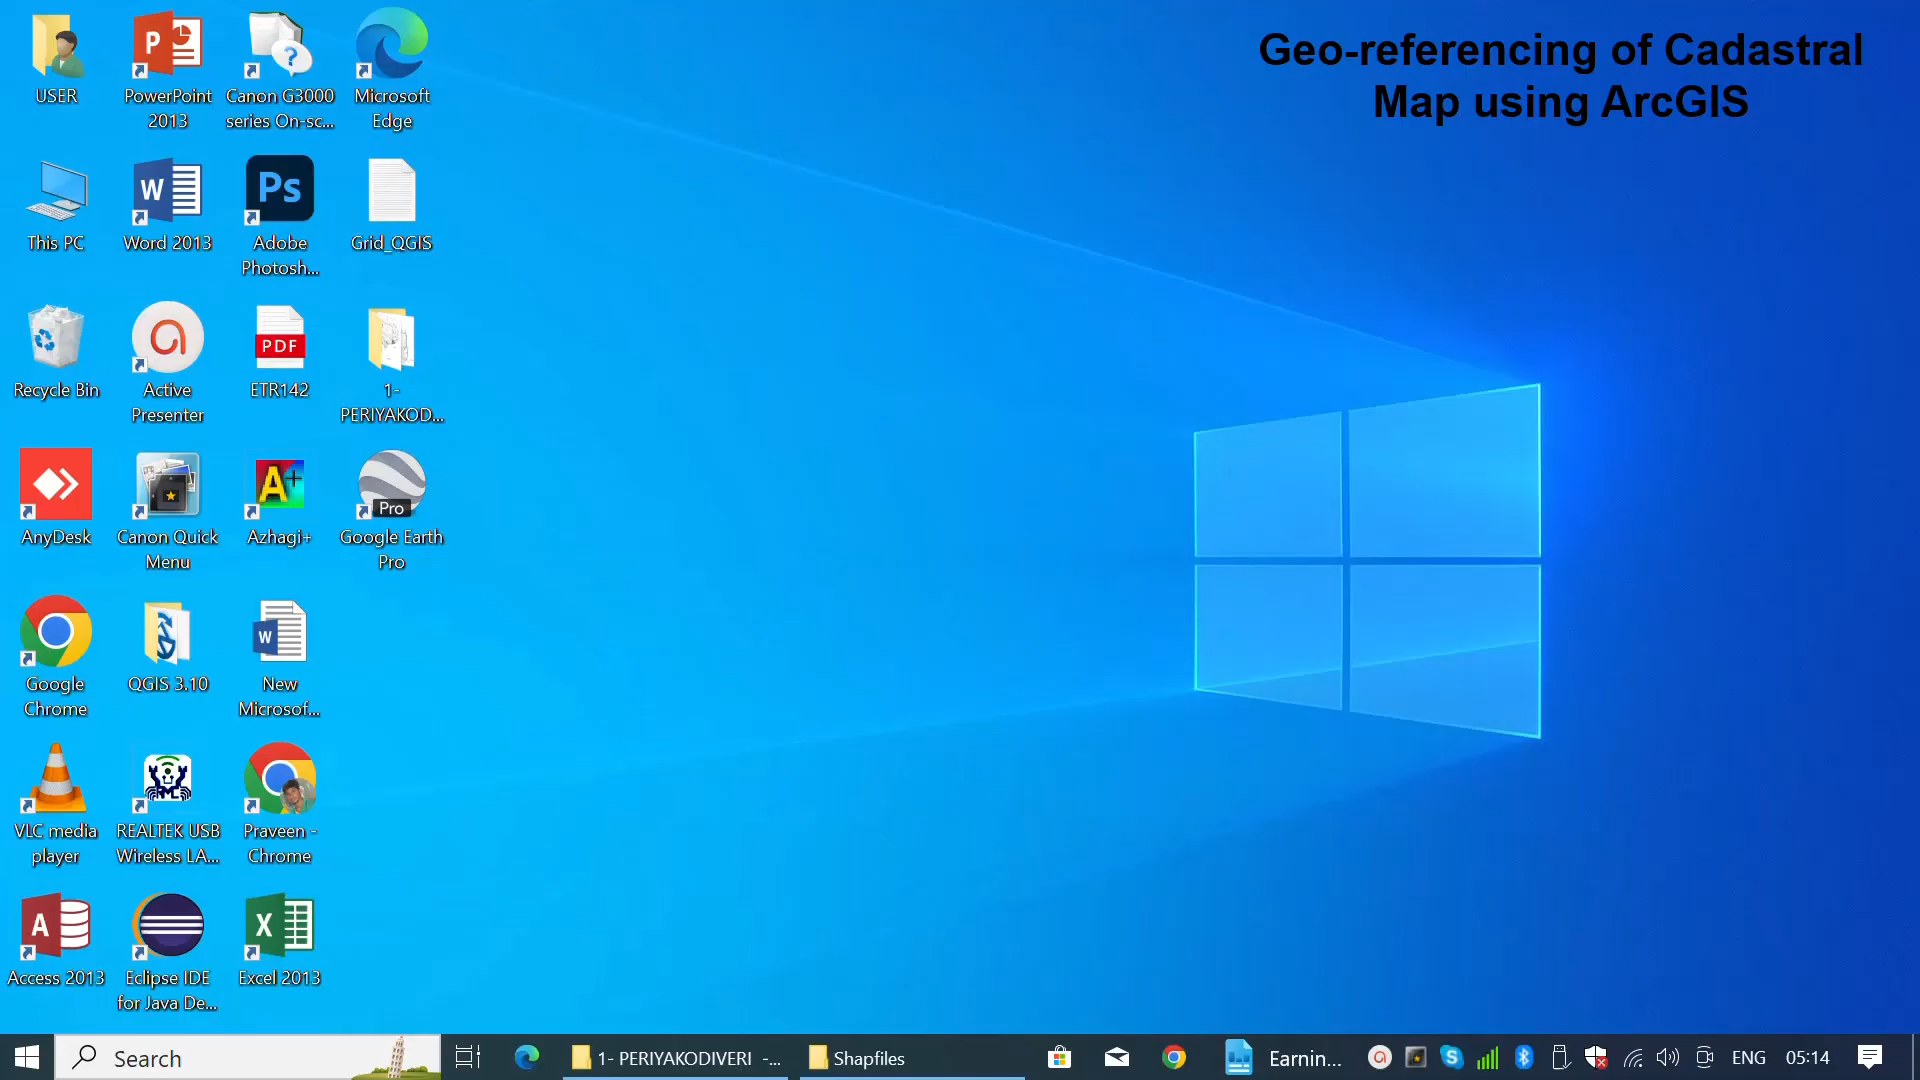 Geo-referencing of Cadastral
Map using ArcGIS
USER
PowerPoint
2013
Canon G3000
series On-sc...
Microsoft
Edge
This PC
Word 2013
Ps
Adobe
Photosh...
Grid_QGIS
Recycle Bin
Active
Presenter
PDF
ETR142
1-
PERIYAKOD...
AnyDesk
Canon Quick
Menu
A+
Azhagi+
Pro
Google Earth
Pro
Google
Chrome
QGIS 3.10
New
Microsof...
VLC media
player
REALTEK USB
Wireless LA...
Praveen -
Chrome
Access 2013
Eclipse IDE
for Java De...
Excel 2013
Search
1- PERIYAKODIVERI -...
Shapfiles
Earnin...
ENG
05:14